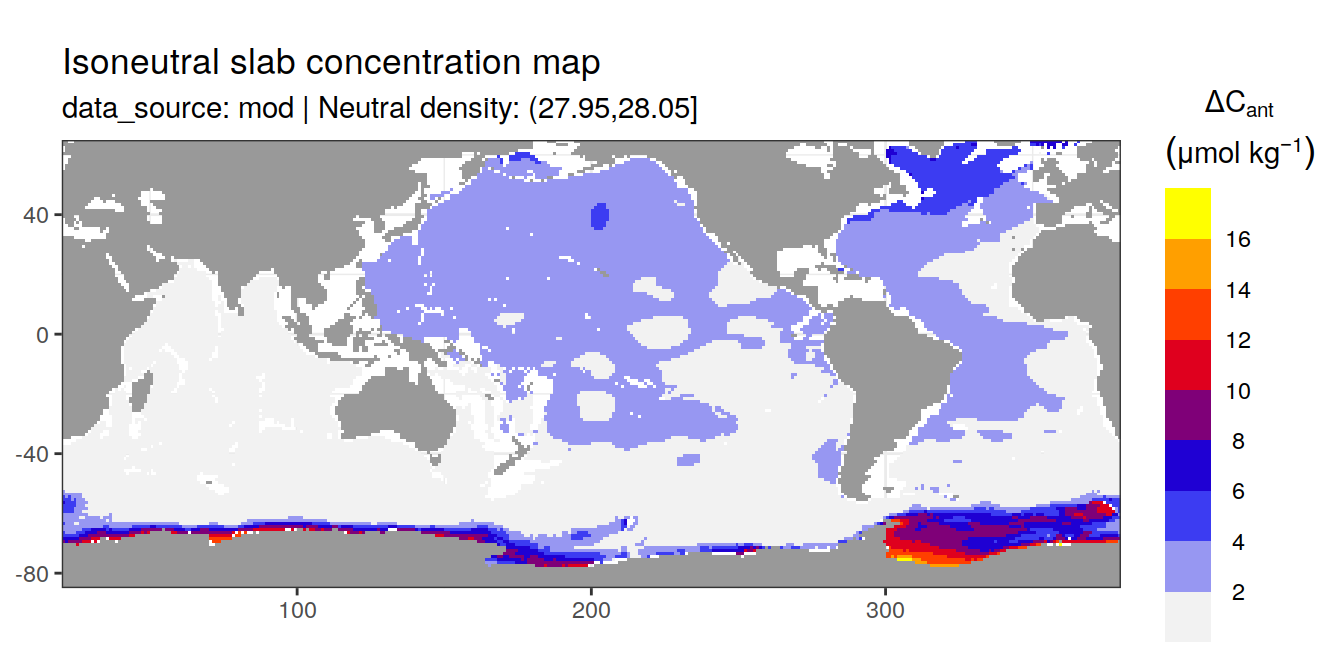 Isoneutral slab concentration map
data_source: mod | Neutral density: (27.95,28.05]
ΔCant
(μmol kg⁻¹)
16
14
12
10
8
6
4
2
40
0
-40
-80
100 200 300